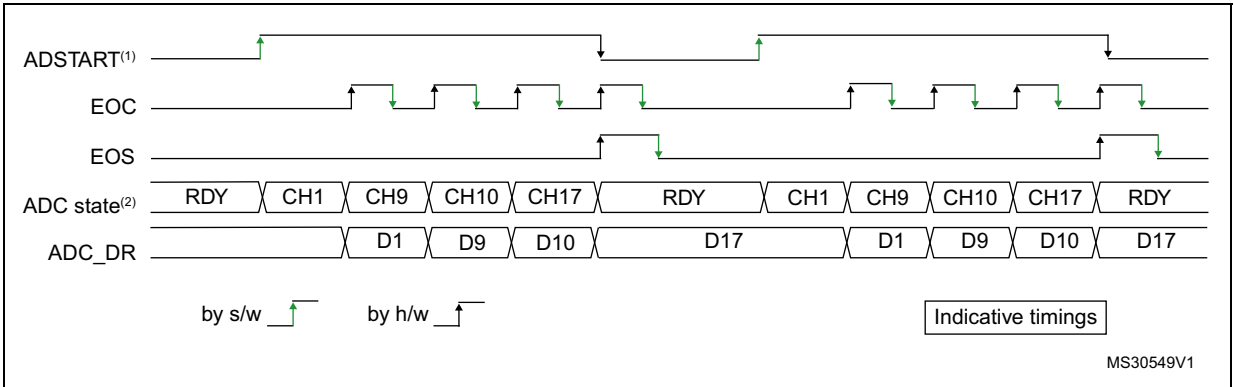 ADSTART(1)
EOC
EOS
ADC state(2) RDY CH1 CH9 CH10 CH17 RDY CH1 CH9 CH10 CH17 RDY
ADC_DR D1 D9 D10 D17 D1 D9 D10 D17
by s/w by h/w Indicative timings
MS30549V1